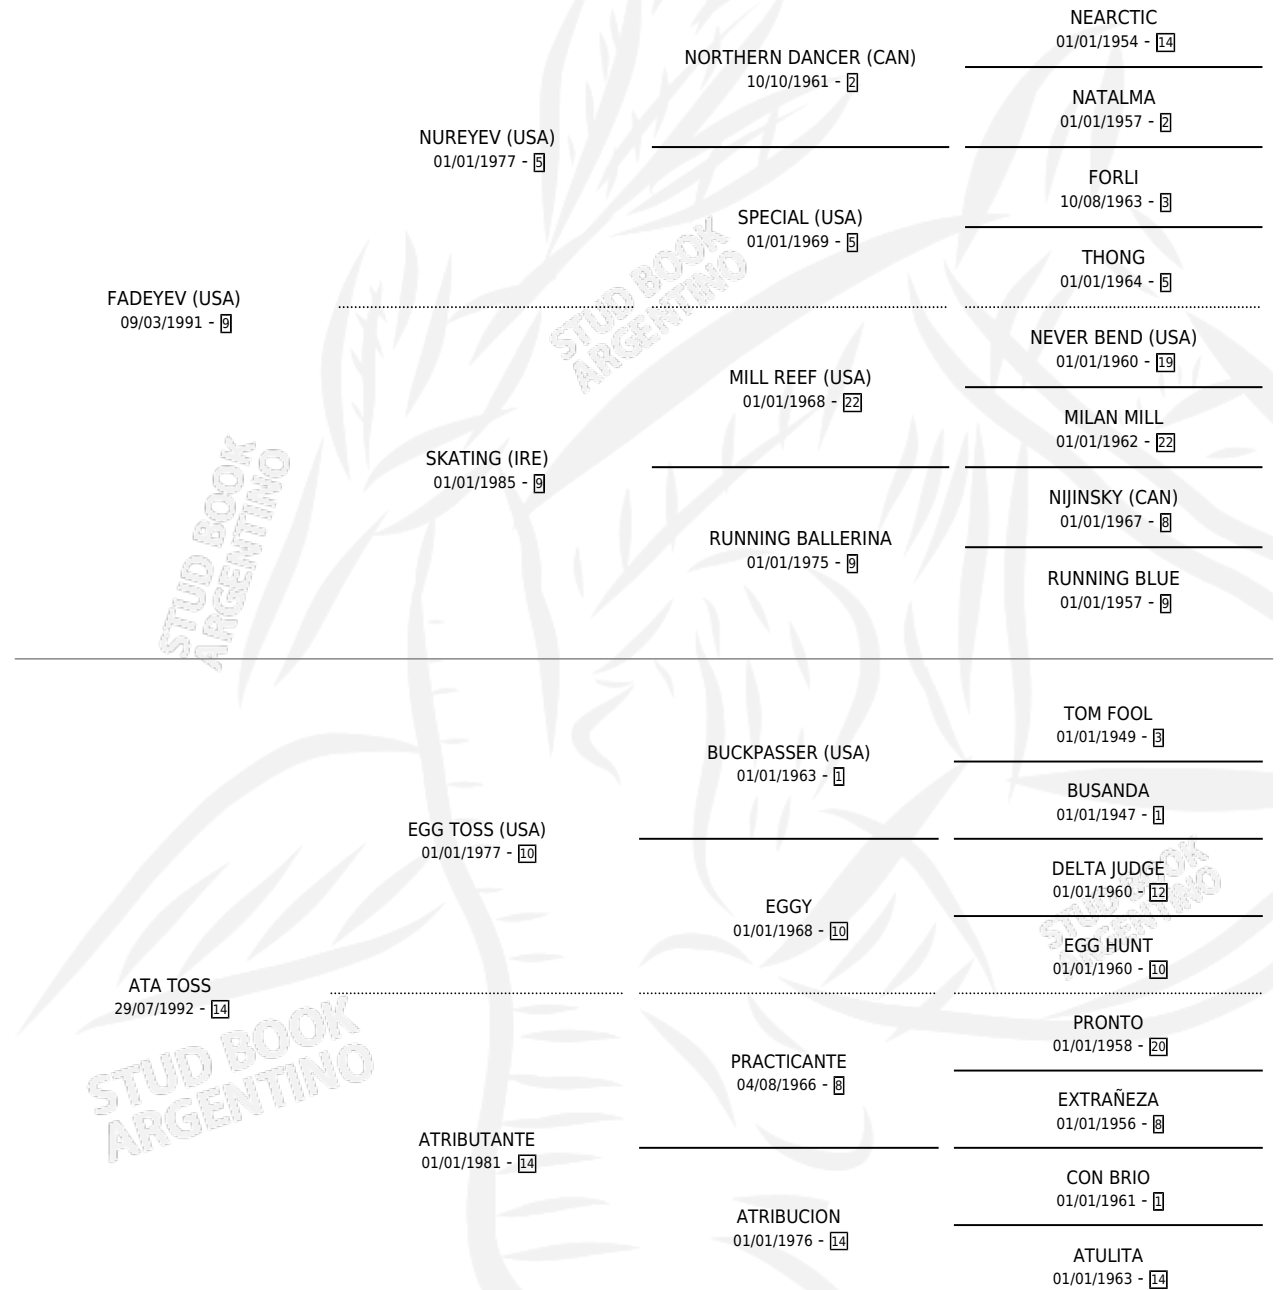 NEARCTIC
01/01/1954 - 14
NORTHERN DANCER (CAN)
10/10/1961 - 2
NATALMA
01/01/1957 - 2
NUREYEV (USA)
01/01/1977 - 5
FORLI
10/08/1963 - 3
SPECIAL (USA)
01/01/1969 - 5
THONG
01/01/1964 - 5
FADEYEV (USA)
09/03/1991 - 9
NEVER BEND (USA)
01/01/1960 - 19
MILL REEF (USA)
01/01/1968 - 22
MILAN MILL
01/01/1962 - 22
SKATING (IRE)
01/01/1985 - 9
NIJINSKY (CAN)
01/01/1967 - 8
RUNNING BALLERINA
01/01/1975 - 9
RUNNING BLUE
01/01/1957 - 9
TOM FOOL
01/01/1949 - 3
BUCKPASSER (USA)
01/01/1963 - 1
BUSANDA
01/01/1947 - 1
EGG TOSS (USA)
01/01/1977 - 10
DELTA JUDGE
01/01/1960 - 12
EGGY
01/01/1968 - 10
EGG HUNT
01/01/1960 - 10
ATA TOSS
29/07/1992 - 14
PRONTO
01/01/1958 - 20
PRACTICANTE
04/08/1966 - 8
EXTRAÑEZA
01/01/1956 - 8
ATRIBUTANTE
01/01/1981 - 14
CON BRIO
01/01/1961 - 1
ATRIBUCION
01/01/1976 - 14
ATULITA
01/01/1963 - 14
STUD BOOK
ARGENTINO
STUD BOOK
ARGENTINO
STUD BOOK
ARGENTINO
STUD BOOK
ARGENTINO